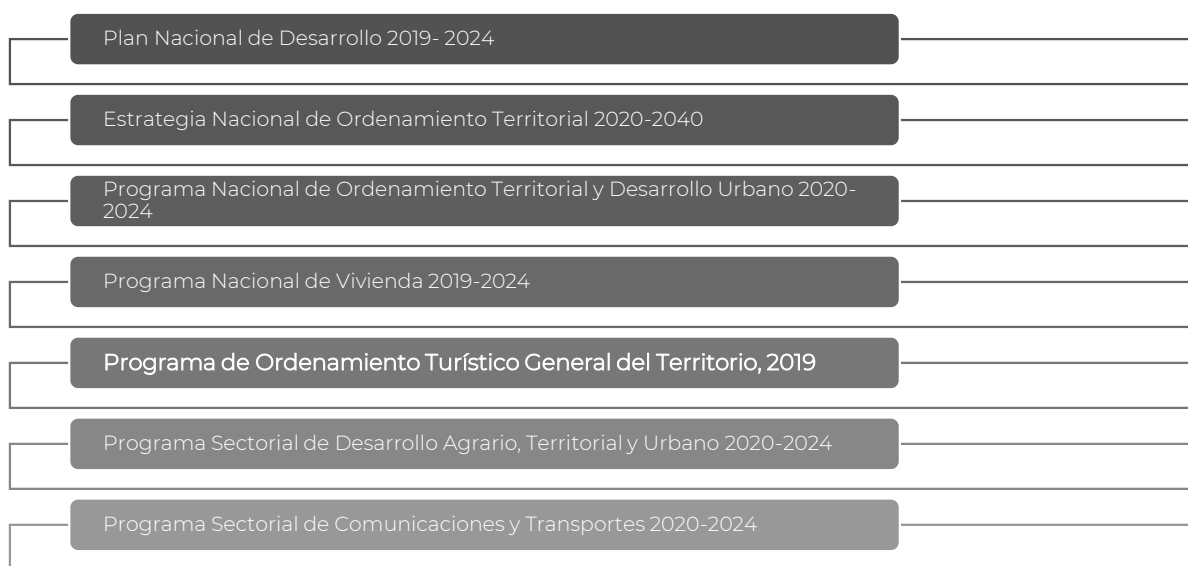 Plan Nacional de Desarrollo 2019- 2024
Estrategia Nacional de Ordenamiento Territorial 2020-2040
Programa Nacional de Ordenamiento Territorial y Desarrollo Urbano 2020-
2024
Programa Nacional de Vivienda 2019-2024
Programa de Ordenamiento Turístico General del Territorio, 2019
Programa Sectorial de Desarrollo Agrario, Territorial y Urbano 2020-2024
Programa Sectorial de Comunicaciones y Transportes 2020-2024